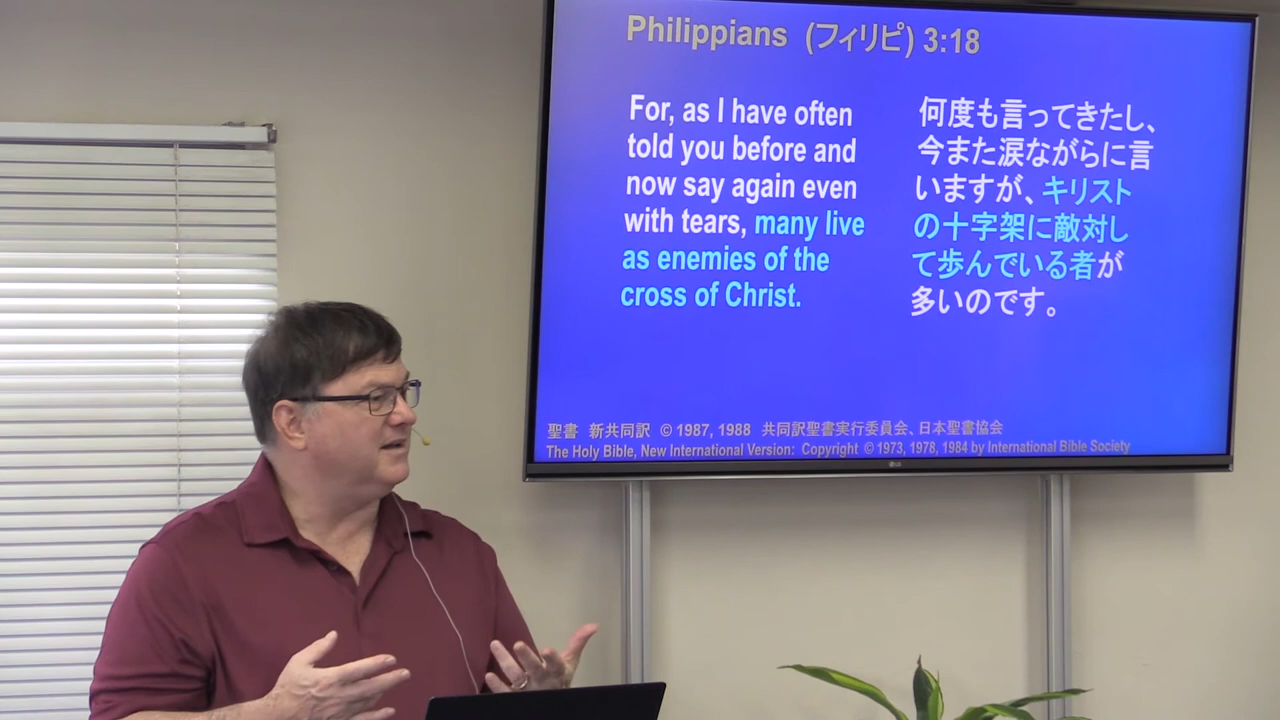 Philippians (フィリピ) 3:18
For, as I have often
told you before and
now say again even
with tears, many live
as enemies of the
cross of Christ.
何度も言ってきたし、
今また涙ながらに言
いますが、キリスト
の十字架に敵対し
て歩んでいる者が
多いのです。
聖書 新共同訳 © 1987, 1988 共同訳聖書実行委員会、日本聖書協会
The Holy Bible, New International Version: Copyright © 1973, 1978, 1984 by International Bible Society
LG